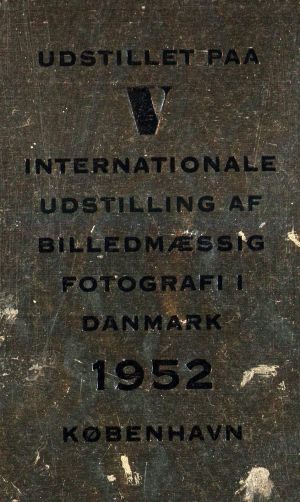 UDSTILLET PAA
V
INTERNATIONALE
UDSTILLING AF
BILLEDMÆSSIG
FOTOGRAFI I
DANMARK
1952
KØBENHAVN